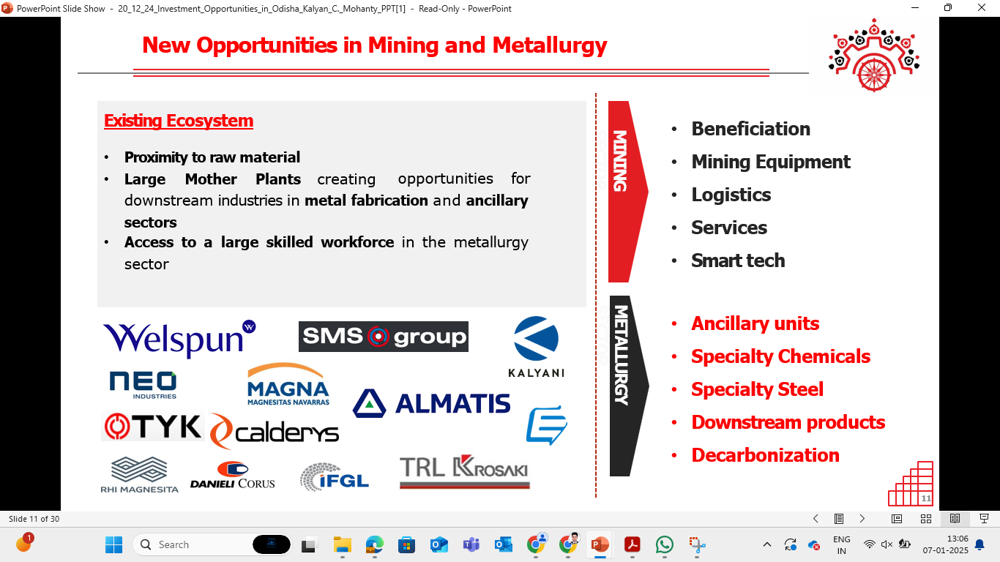 PowerPoint Slide Show - 20_12_24_Investment_Opportunities_in_Odisha_Kalyan_C._Mohanty_PPT[1] - Read-Only - PowerPoint
New Opportunities in Mining and Metallurgy
Existing Ecosystem
• Proximity to raw material
• Large Mother Plants creating opportunities for
downstream industries in metal fabrication and ancillary
sectors
• Access to a large skilled workforce in the metallurgy
sector
Welspun W
SMS group
KALYANI
NEO
INDUSTRIES
MAGNA
MAGNESITAS NAVARRAS
ALMATIS
TYK
calderys
RHI MAGNESITA
DANIELI CORUS
IFGL
TRL KROSAKI
MINING
• Beneficiation
• Mining Equipment
• Logistics
• Services
• Smart tech
METALLURGY
• Ancillary units
• Specialty Chemicals
• Specialty Steel
• Downstream products
• Decarbonization
11
Slide 11 of 30
1
Search
ENG
IN
13:06
07-01-2025